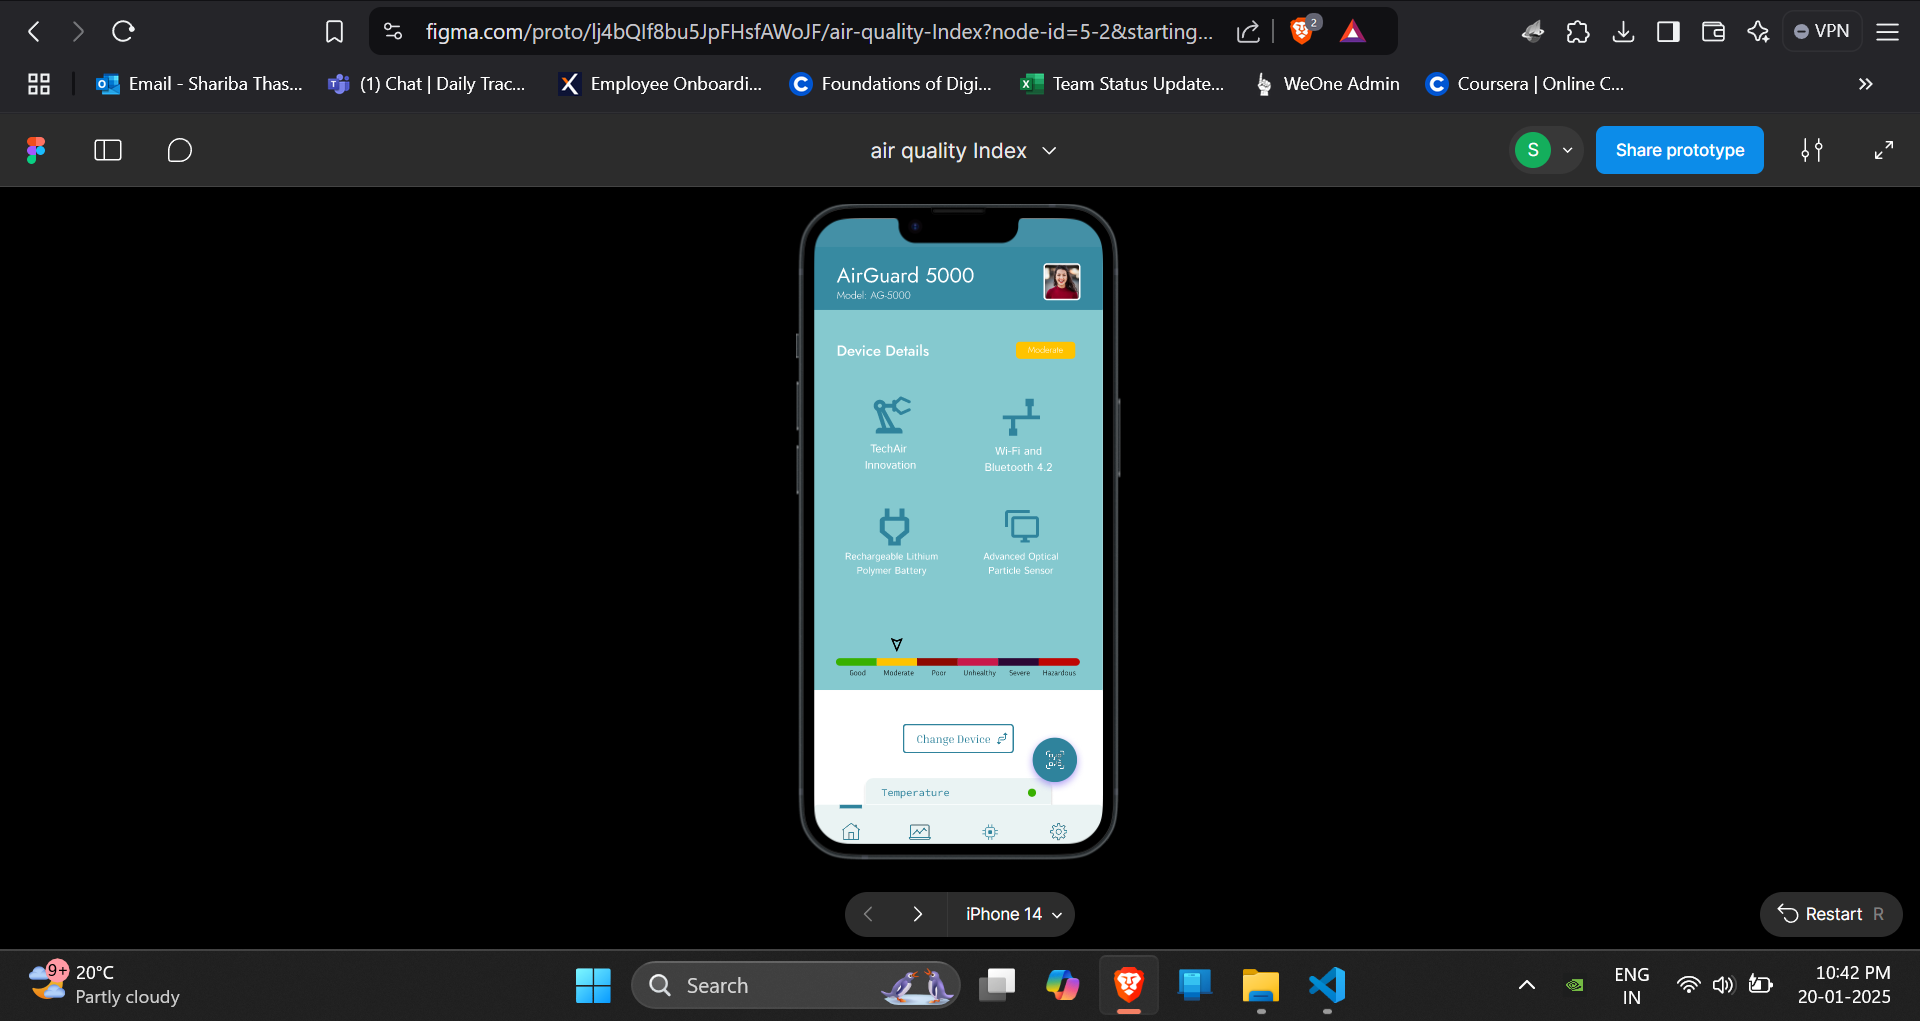 figma.com/proto/lj4bQIf8bu5JpFHsfAWoJF/air-quality-Index?node-id=5-2&starting...
2
VPN
Email - Shariba Thas...
(1) Chat | Daily Trac...
Employee Onboardi...
Foundations of Digi...
Team Status Update...
WeOne Admin
Coursera | Online C...
air quality Index
S
Share prototype
AirGuard 5000
Model: AG-5000
Device Details
Moderate
TechAir
Innovation
Wi-Fi and
Bluetooth 4.2
Rechargeable Lithium
Polymer Battery
Advanced Optical
Particle Sensor
Good
Moderate
Poor
Unhealthy
Severe
Hazardous
Change Device
Temperature
iPhone 14
Restart R
9+
20°C
Partly cloudy
Search
ENG
IN
10:42 PM
20-01-2025